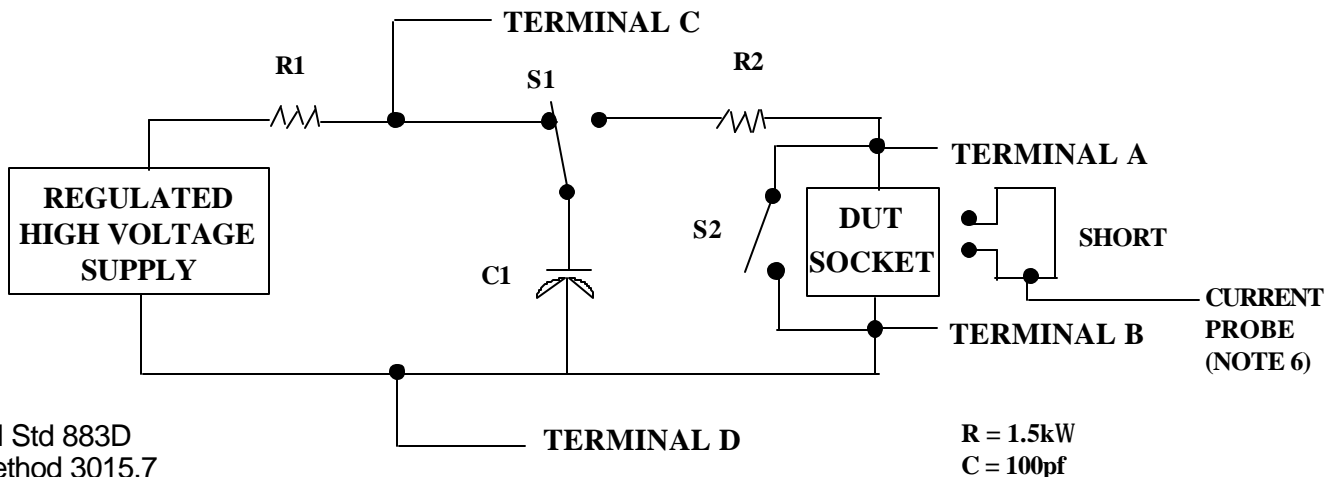 TERMINAL C
R1
S1
R2
TERMINAL A
REGULATED
HIGH VOLTAGE
SUPPLY
C1
S2
DUT
SOCKET
SHORT
CURRENT
PROBE
(NOTE 6)
TERMINAL B
TERMINAL D
Std 883D
ethod 3015.7
R = 1.5kW
C = 100pf